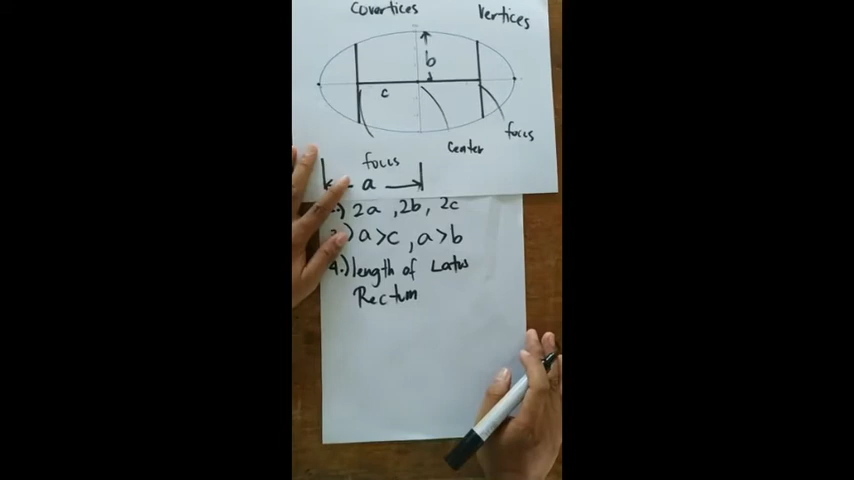 Covertices
Vertices
b
c
focus
center
focus
a
2a , 2b, 2c
) a>c , a>b
4.) length of Latus
Rectum